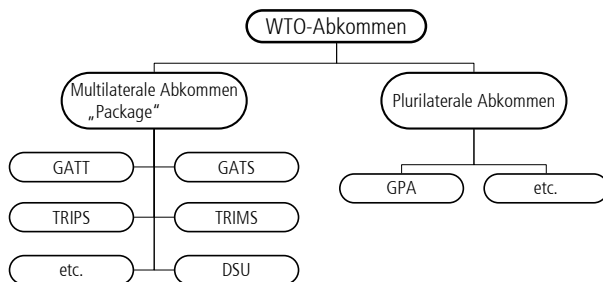 WTO-Abkommen
Multilaterale Abkommen
„Package“
Plurilaterale Abkommen
GATT
GATS
GPA
etc.
TRIPS
TRIMS
etc.
DSU